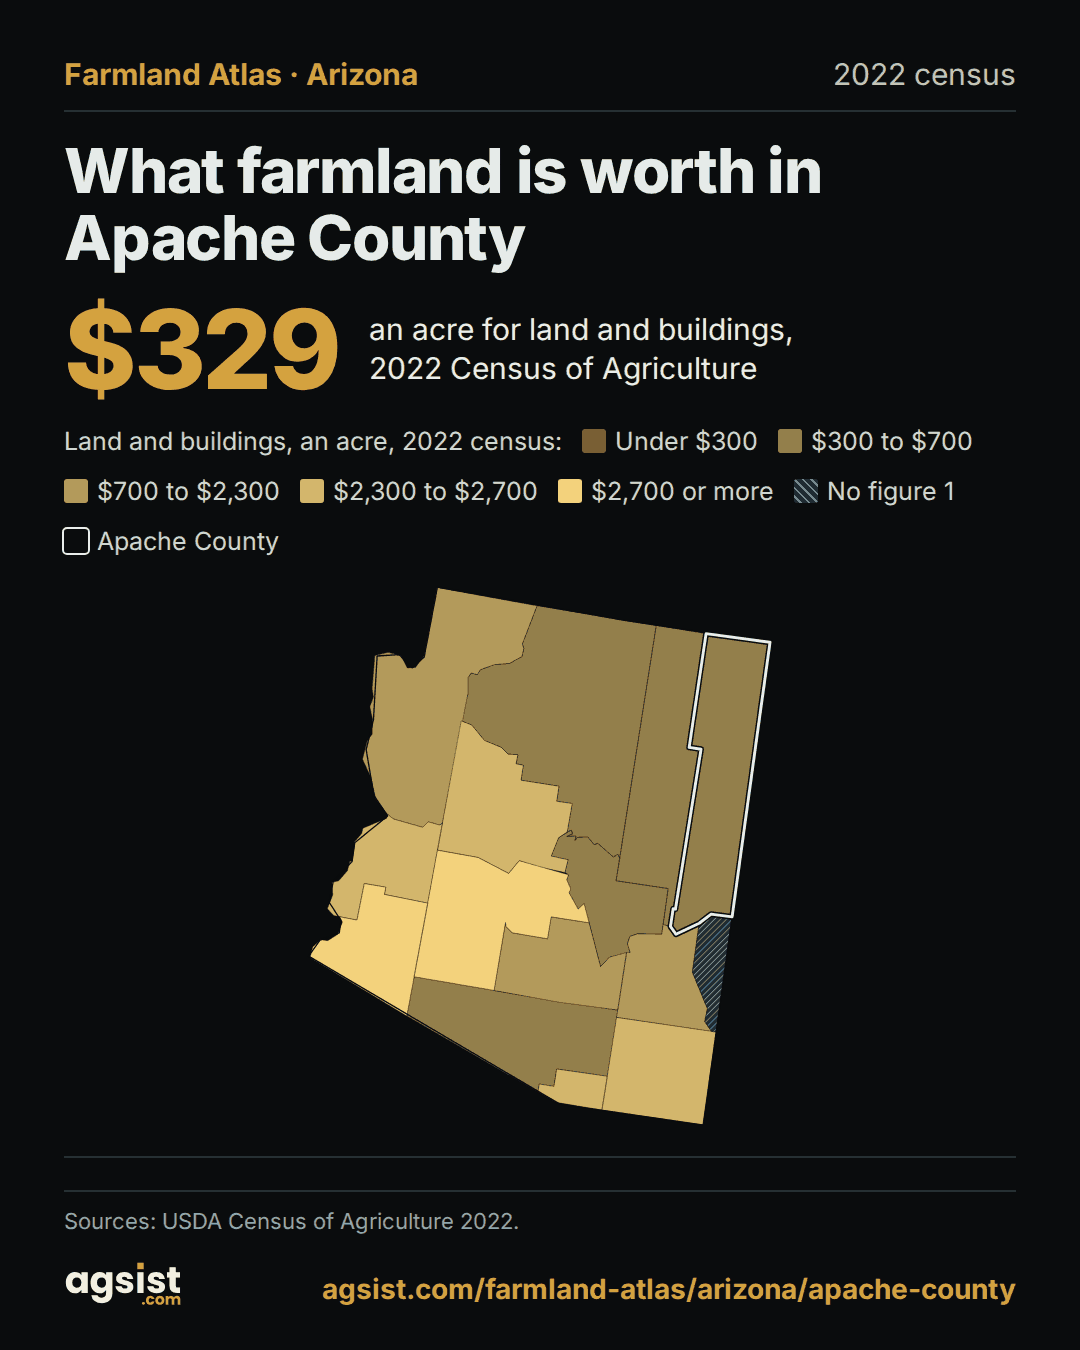 Farmland Atlas · Arizona
2022 census
What farmland is worth in
Apache County
$329
an acre for land and buildings,
2022 Census of Agriculture
Land and buildings, an acre, 2022 census: Under $300 $300 to $700
$700 to $2,300 $2,300 to $2,700 $2,700 or more No figure 1
Apache County
Sources: USDA Census of Agriculture 2022.
agsist
.com
agsist.com/farmland-atlas/arizona/apache-county